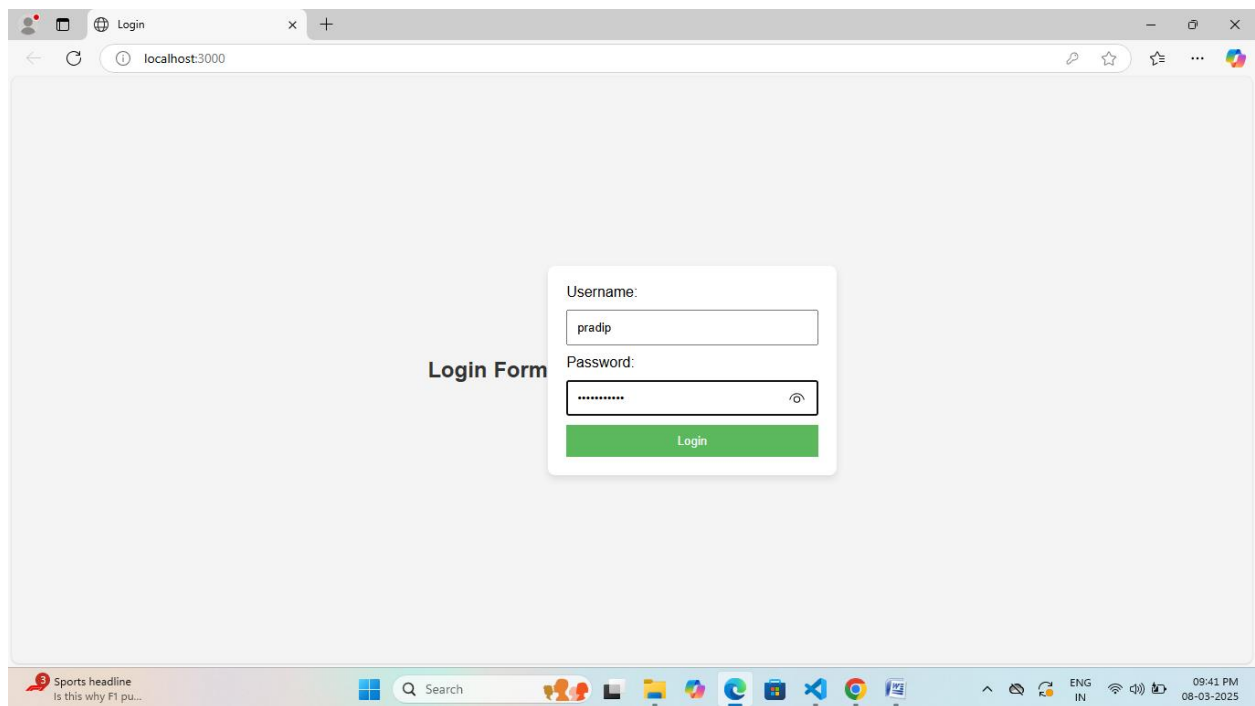 Login
localhost:3000
Username:
pradip
Login Form
Password:
•••••••••••
Login
3
Sports headline
Is this why F1 pu...
Search
ENG
IN
09:41 PM
08-03-2025